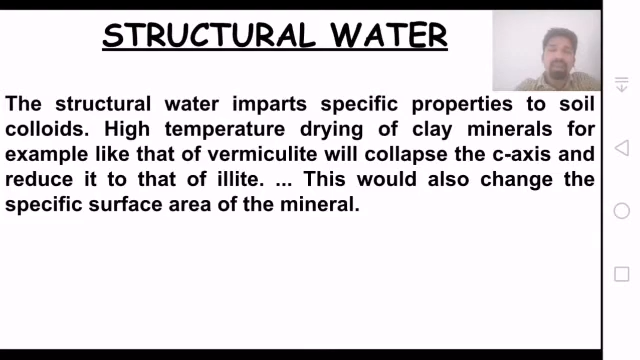 STRUCTURAL WATER
The structural water imparts specific properties to soil
colloids. High temperature drying of clay minerals for
example like that of vermiculite will collapse the c-axis and
reduce it to that of illite. ... This would also change the
specific surface area of the mineral.